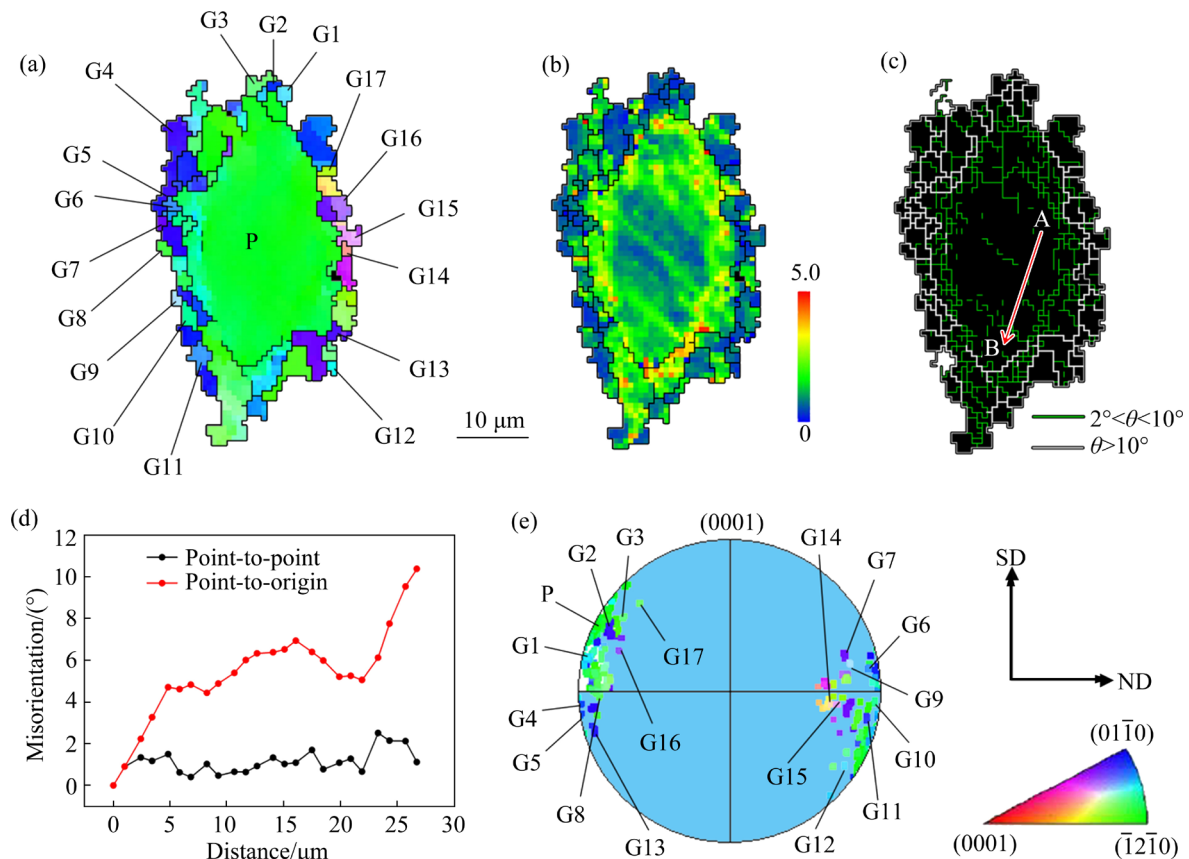 (a)
G3
G2
G1
G4
G17
G5
G16
G6
G15
P
G7
G14
G8
G9
G13
G10
G12
G11
10 μm
(b)
5.0
0
(c)
A
B
2°<θ<10°
θ>10°
(d)
12
10
8
6
4
2
0
Misorientation/(°)
Point-to-point
Point-to-origin
0 5 10 15 20 25 30
Distance/μm
(e)
(0001)
G14
G3
G7
G2
P
G6
G1
G17
G9
G4
G16
G10
G5
G15
G11
G8
G13
G12
SD
ND
(011̄0)
(0001)
(1̄21̄0)